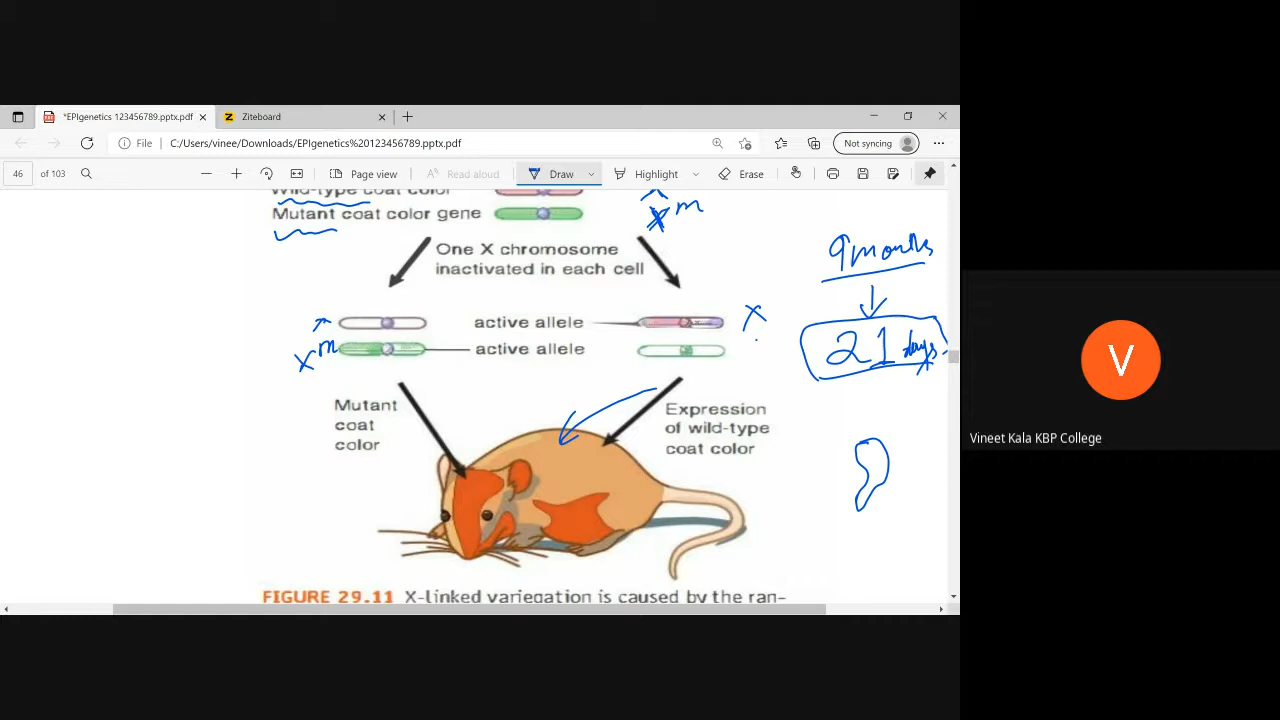 *EPIgenetics 123456789.pptx.pdf
Ziteboard
File
C:/Users/vinee/Downloads/EPIgenetics%20123456789.pptx.pdf
Not syncing
46 of 103
Page view
Read aloud
Draw
Highlight
Erase
Wild-type coat color
Mutant coat color gene
X m
One X chromosome
inactivated in each cell
9 months
active allele
X
X m
active allele
21 days
Mutant
coat
color
Expression
of wild-type
coat color
V
Vineet Kala KBP College
FIGURE 29.11 X-linked variegation is caused by the ran-